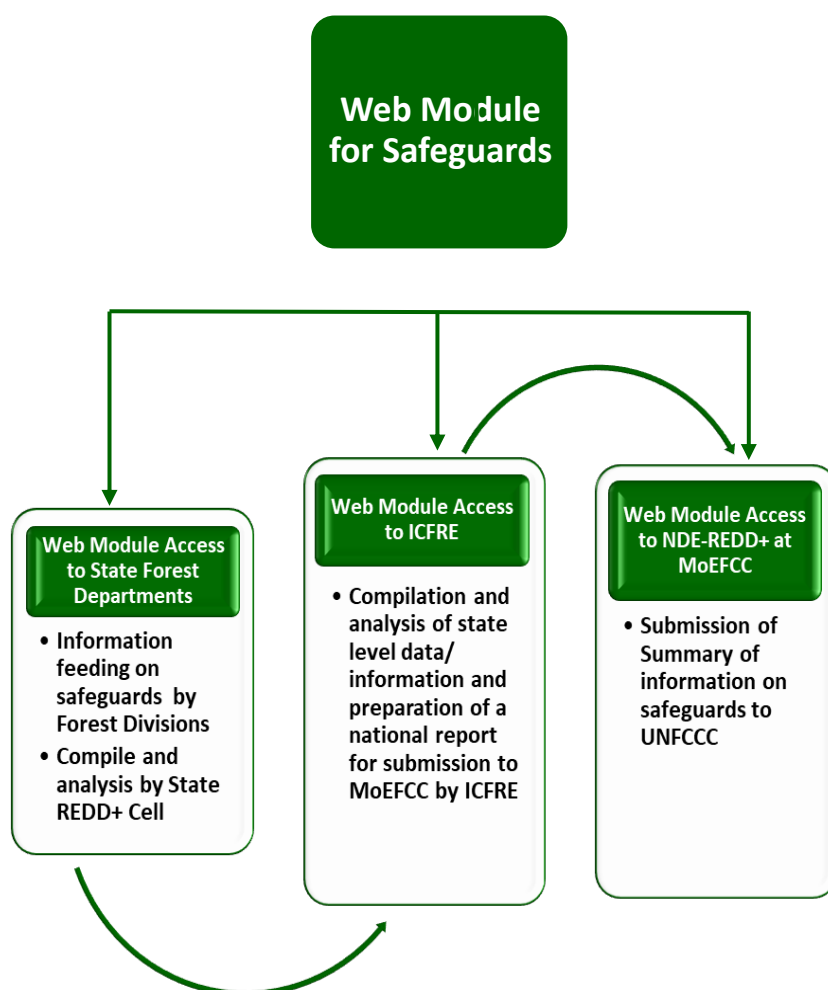 Web Module
for Safeguards
Web Module Access
to State Forest
Departments
• Information
feeding on
safeguards by
Forest Divisions
• Compile and
analysis by State
REDD+ Cell
Web Module Access
to ICFRE
• Compilation and
analysis of state
level data/
information and
preparation of a
national report
for submission to
MoEFCC by ICFRE
Web Module Access
to NDE-REDD+ at
MoEFCC
• Submission of
Summary of
information on
safeguards to
UNFCCC